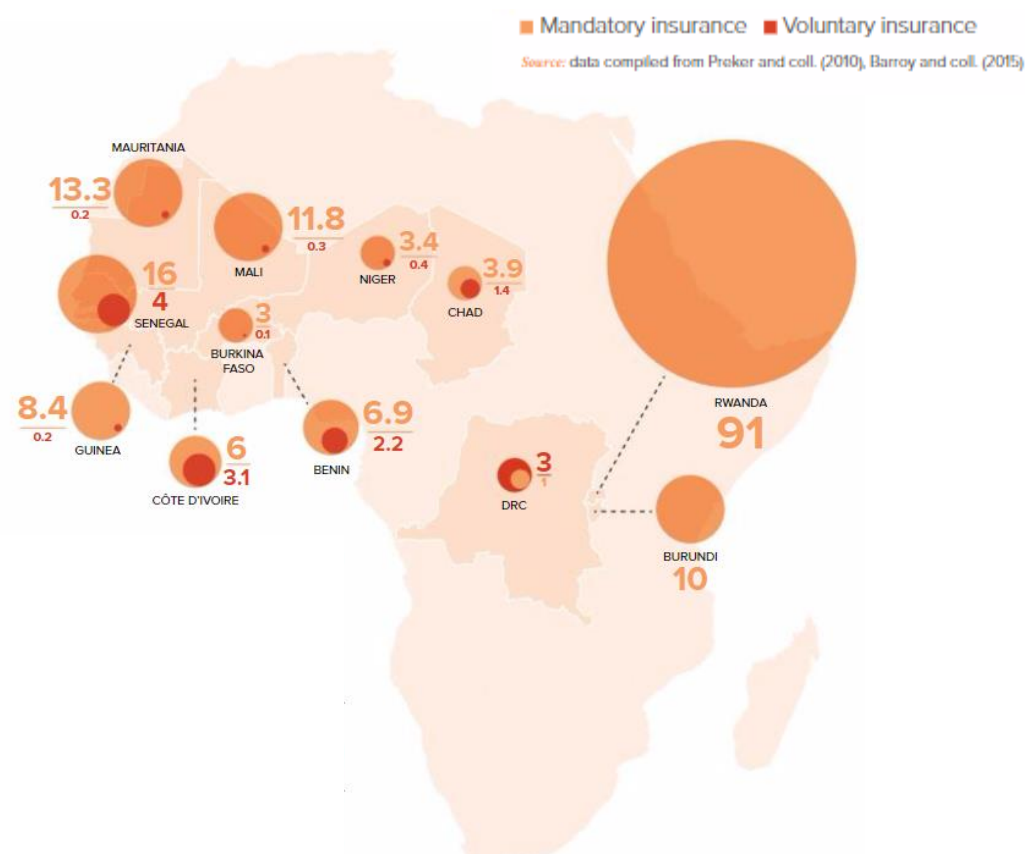 Mandatory insurance Voluntary insurance
Source: data compiled from Preker and coll. (2010), Barroy and coll. (2015)
MAURITANIA
13.3
0.2
11.8
0.3
MALI
3.4
0.4
NIGER
3.9
1.4
CHAD
16
4
SENEGAL
3
0.1
BURKINA
FASO
8.4
0.2
GUINEA
6
3.1
CÔTE D'IVOIRE
6.9
2.2
BENIN
3
1
DRC
RWANDA
91
BURUNDI
10